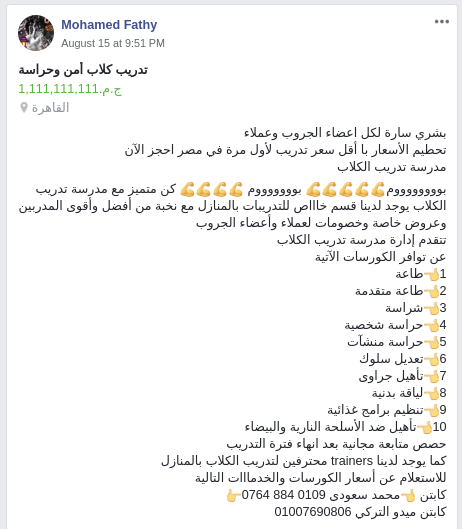 Mohamed Fathy
August 15 at 9:51 PM
تدريب كلاب أمن وحراسة
ج.م.1,111,111,111
القاهرة
بشري سارة لكل اعضاء الجروب وعملاء
تحطيم الأسعار با أقل سعر تدريب لأول مرة في مصر احجز الآن
مدرسة تدريب الكلاب
بوووووووووم💪💪💪💪💪 بوووووووم 💪💪💪💪 كن متميز مع مدرسة تدريب
الكلاب يوجد لدينا قسم خاااص للتدريبات بالمنازل مع نخبة من أفضل وأقوى المدربين
وعروض خاصة وخصومات لعملاء وأعضاء الجروب
تتقدم إدارة مدرسة تدريب الكلاب
عن توافر الكورسات الآتية
1👈طاعة
2👈طاعة متقدمة
3👈شراسة
4👈حراسة شخصية
5👈حراسة منشآت
6👈تعديل سلوك
7👈تأهيل جراوى
8👈لياقة بدنية
9👈تنظيم برامج غذائية
10👈تأهيل ضد الأسلحة النارية والبيضاء
حصص متابعة مجانية بعد انهاء فترة التدريب
كما يوجد لدينا trainers محترفين لتدريب الكلاب بالمنازل
للاستعلام عن أسعار الكورسات والخدمااات التالية
كابتن 👈محمد سعودى 0109 884 0764👉
كابتن ميدو التركي 01007690806